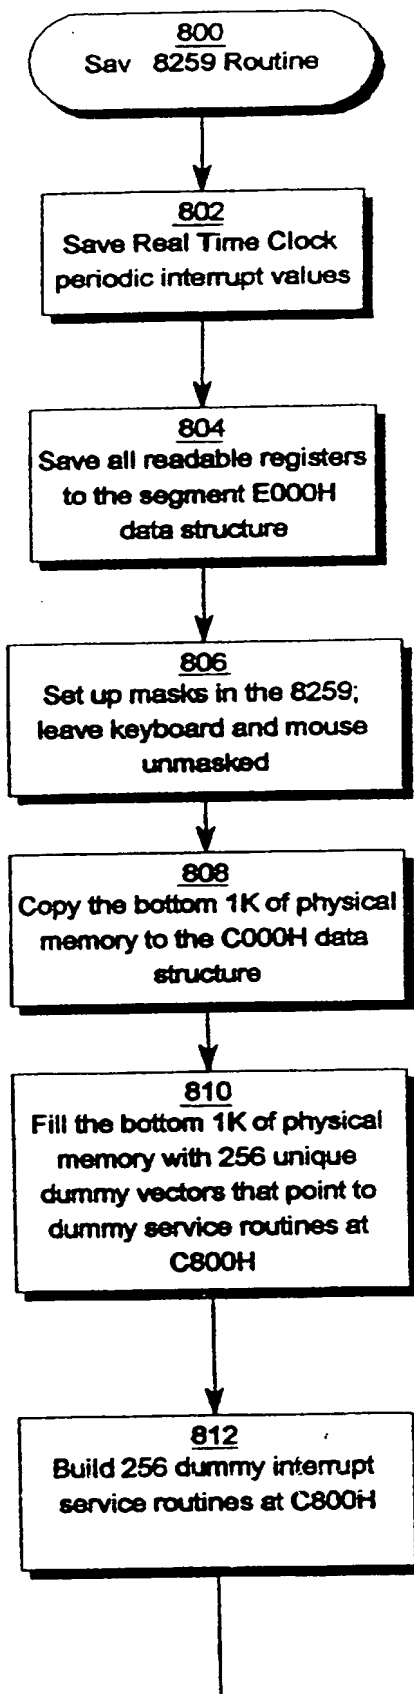 800
Sav 8259 Routine
802
Save Real Time Clock
periodic interrupt values
804
Save all readable registers
to the segment E000H
data structure
806
Set up masks in the 8259;
leave keyboard and mouse
unmasked
808
Copy the bottom 1K of physical
memory to the C000H data
structure
810
Fill the bottom 1K of physical
memory with 256 unique
dummy vectors that point to
dummy service routines at
C800H
812
Build 256 dummy interrupt
service routines at C800H